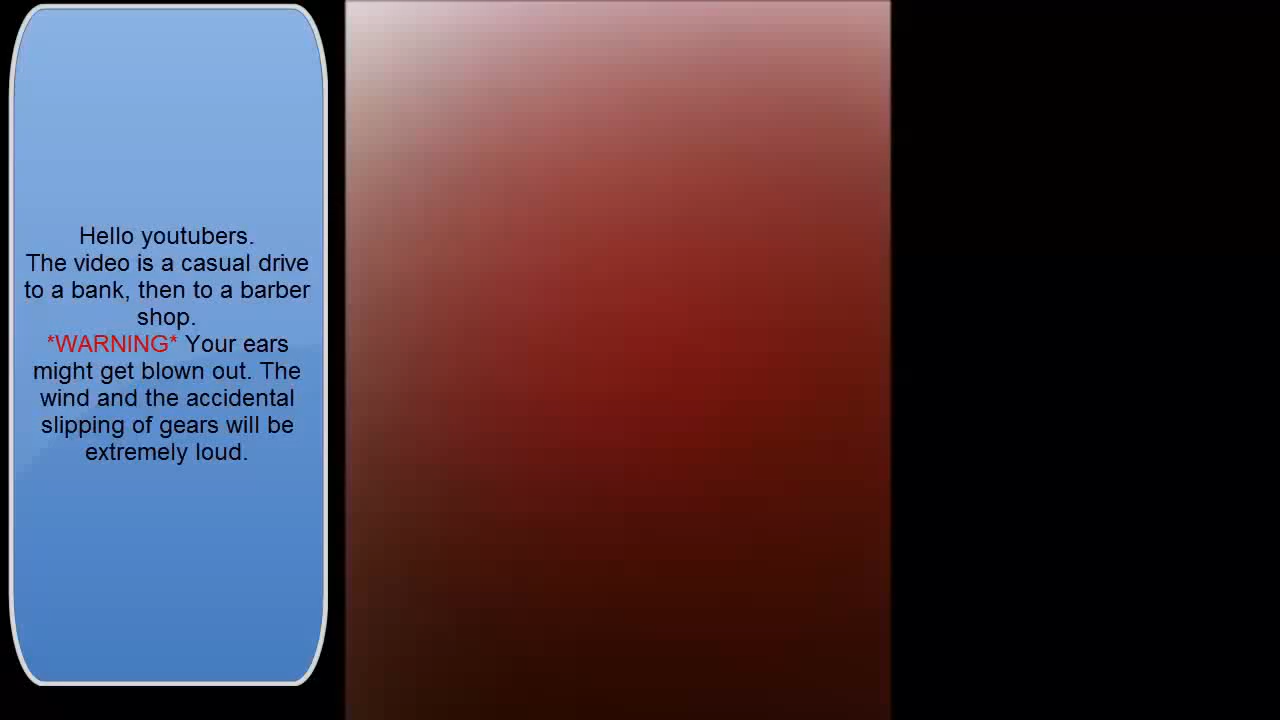 Hello youtubers.
The video is a casual drive
to a bank, then to a barber
shop.
*WARNING* Your ears
might get blown out. The
wind and the accidental
slipping of gears will be
extremely loud.